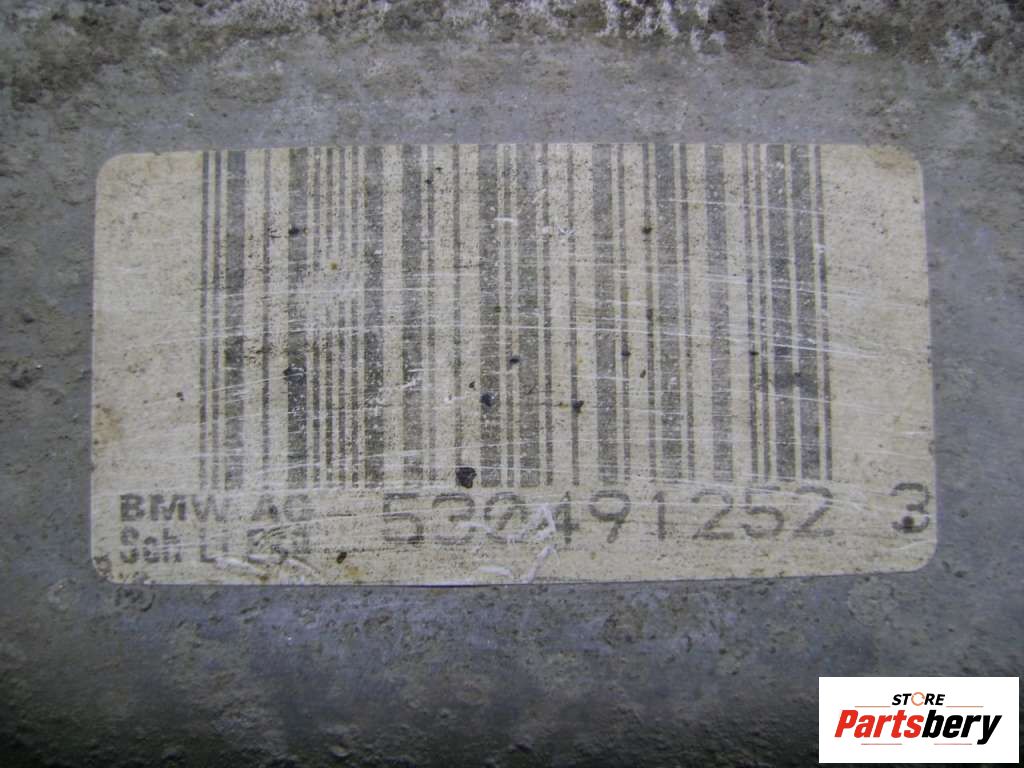 BMW AG 530491252 3
Sch
STORE
Partsbery